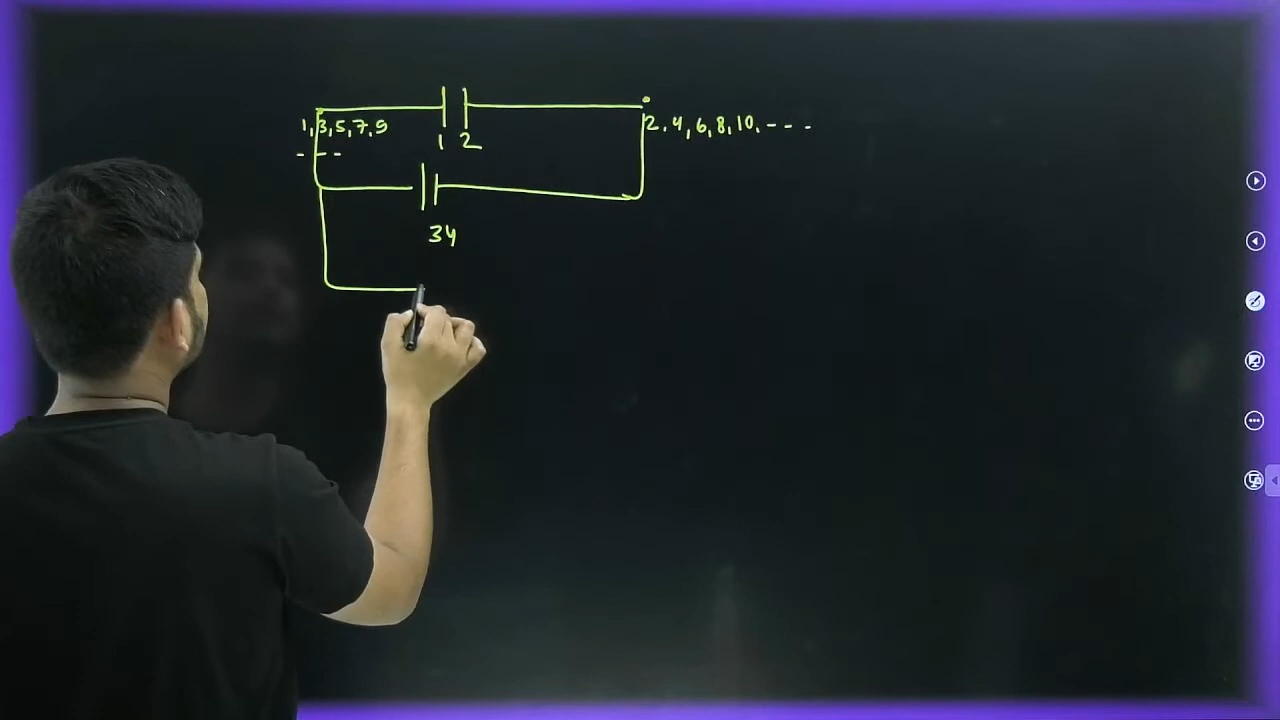 1,3,5,7,9
- - -
2,4,6,8,10,- - -
1 2
34